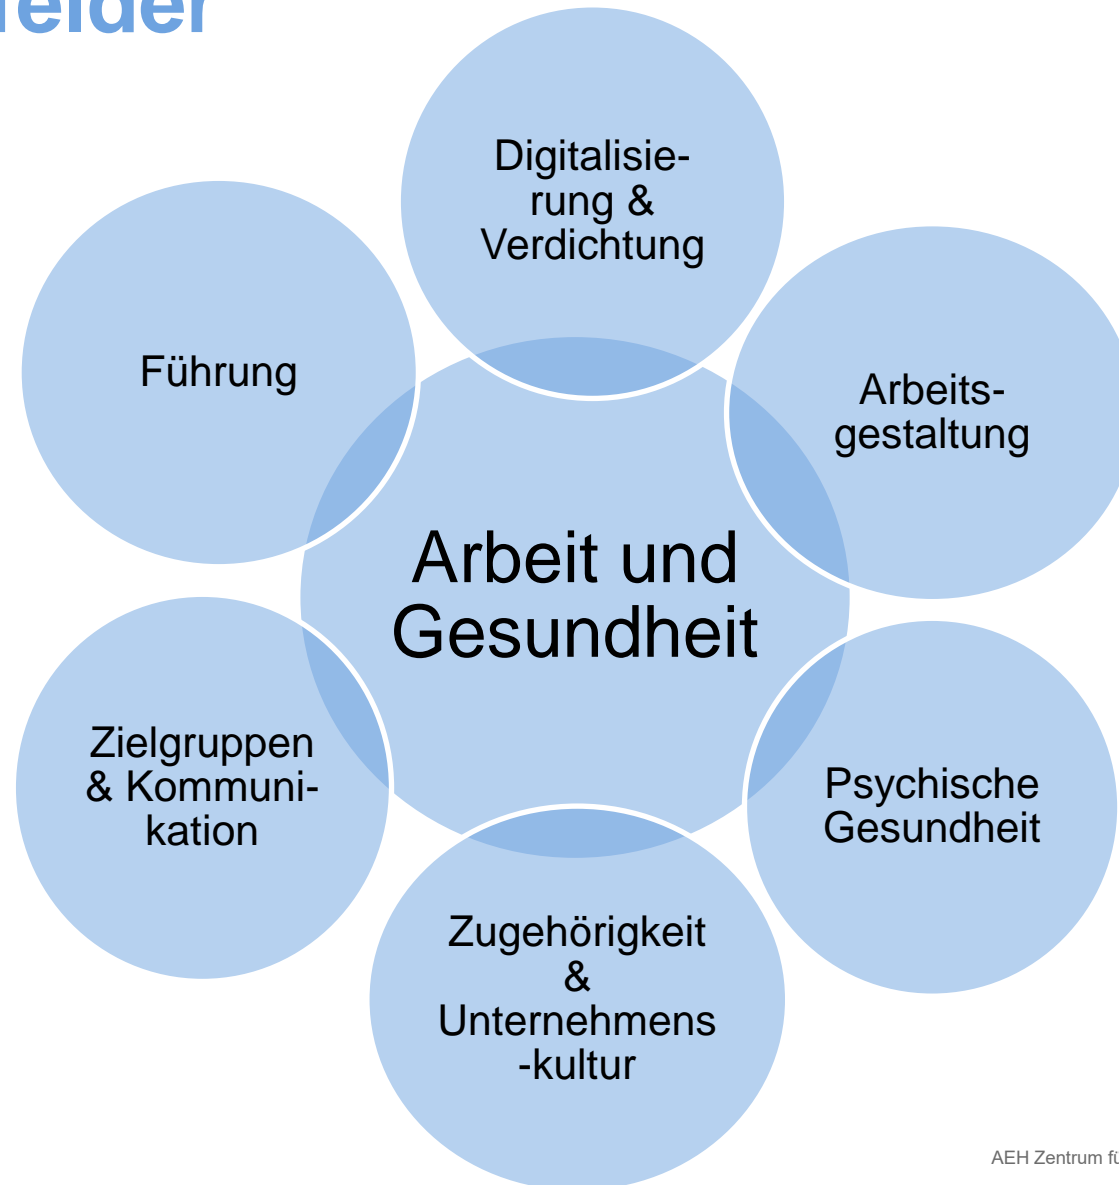 felder
Digitalisie-
rung &
Verdichtung
Führung
Arbeits-
gestaltung
Arbeit und
Gesundheit
Zielgruppen
& Kommuni-
kation
Psychische
Gesundheit
Zugehörigkeit
&
Unternehmens
-kultur
AEH Zentrum fü